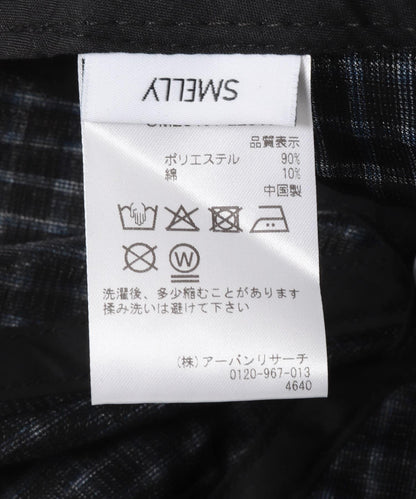 SMELLY
品質表示
ポリエステル 90%
綿 10%
中国製
W
洗濯後、多少縮むことがあります
揉み洗いは避けて下さい
(株) アーバンリサーチ
0120-967-013
4640